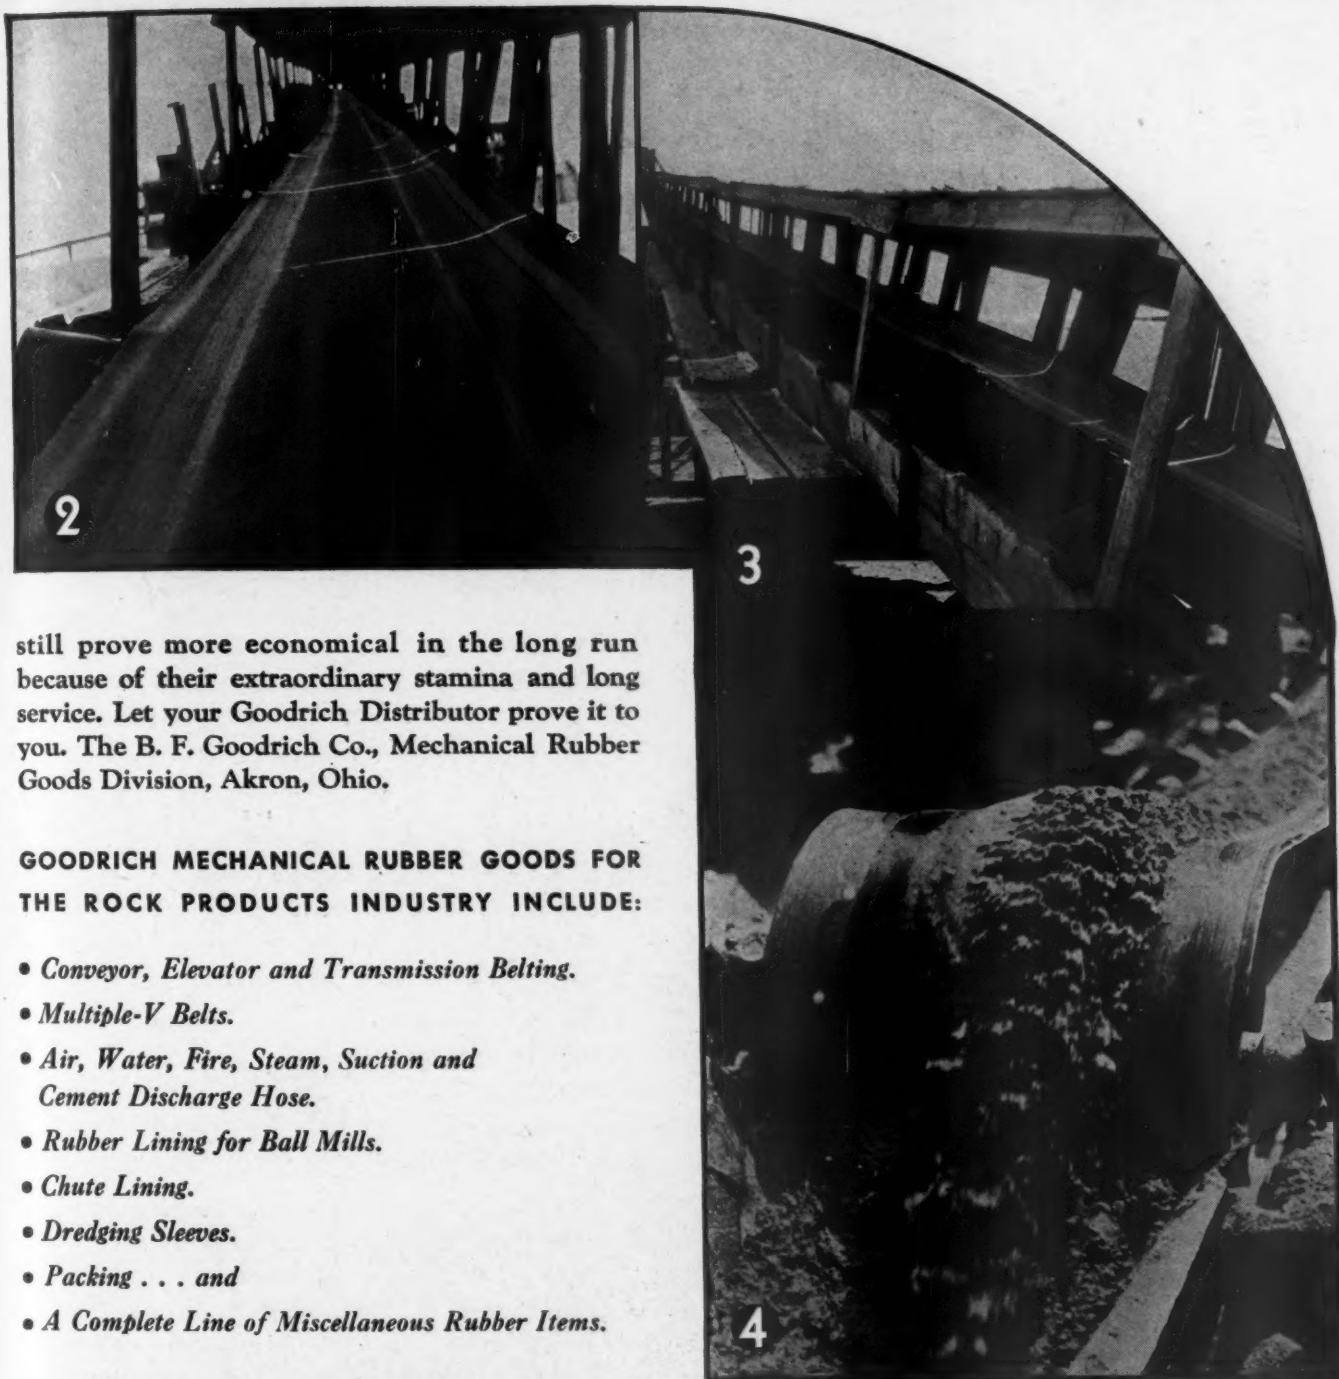 2
3
still prove more economical in the long run
because of their extraordinary stamina and long
service. Let your Goodrich Distributor prove it to
you. The B. F. Goodrich Co., Mechanical Rubber
Goods Division, Akron, Ohio.
GOODRICH MECHANICAL RUBBER GOODS FOR
THE ROCK PRODUCTS INDUSTRY INCLUDE:
• Conveyor, Elevator and Transmission Belting.
• Multiple-V Belts.
• Air, Water, Fire, Steam, Suction and
Cement Discharge Hose.
• Rubber Lining for Ball Mills.
• Chute Lining.
• Dredging Sleeves.
• Packing . . . and
• A Complete Line of Miscellaneous Rubber Items.
4